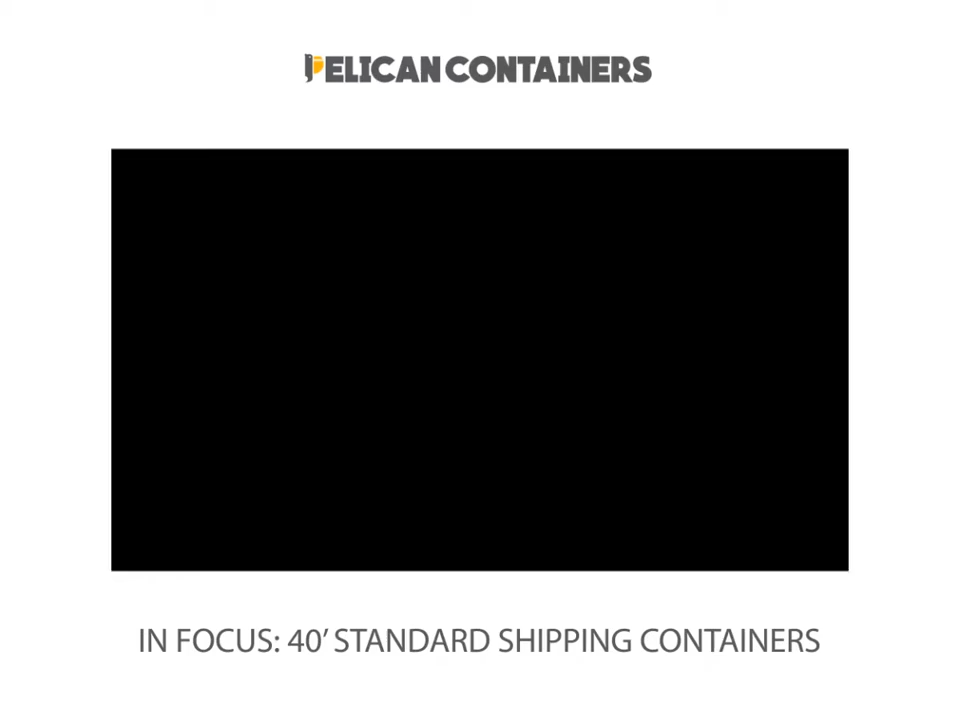 PELICAN CONTAINERS
IN FOCUS: 40’ STANDARD SHIPPING CONTAINERS